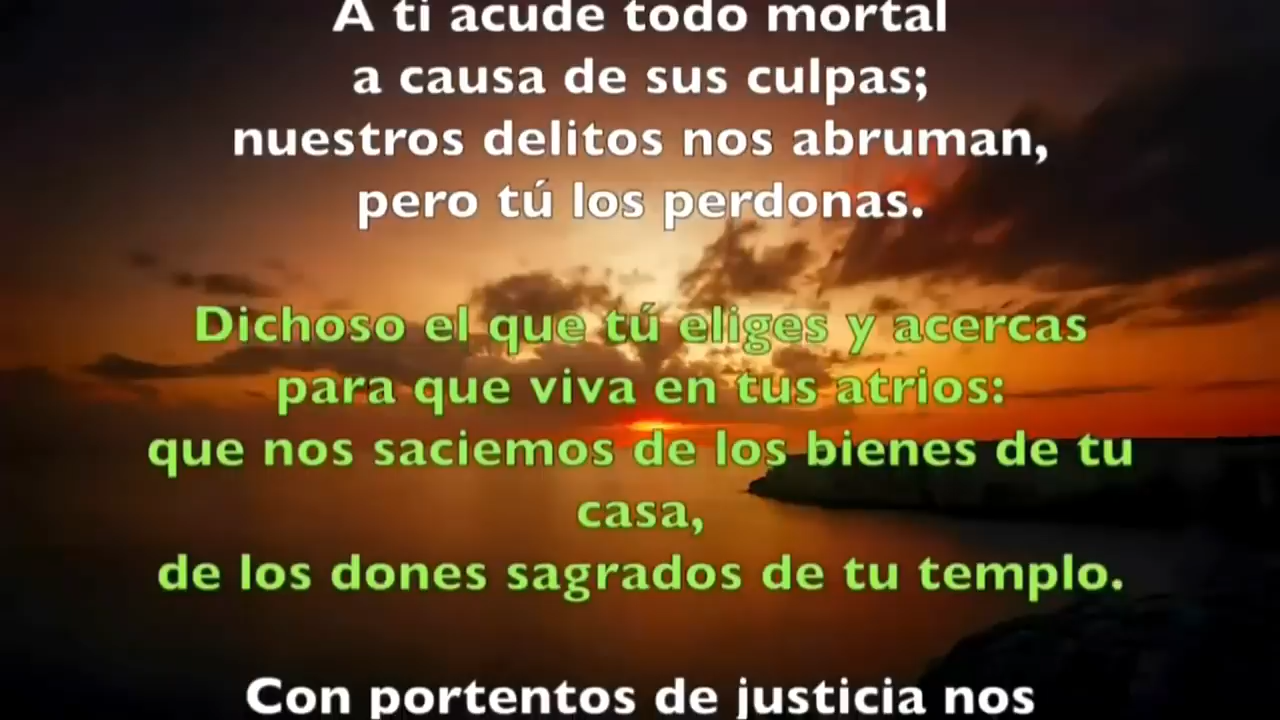 A ti acude todo mortal
a causa de sus culpas;
nuestros delitos nos abruman,
pero tú los perdonas.
Dichoso el que tú eliges y acercas
para que viva en tus atrios:
que nos saciemos de los bienes de tu
casa,
de los dones sagrados de tu templo.
Con portentos de justicia nos